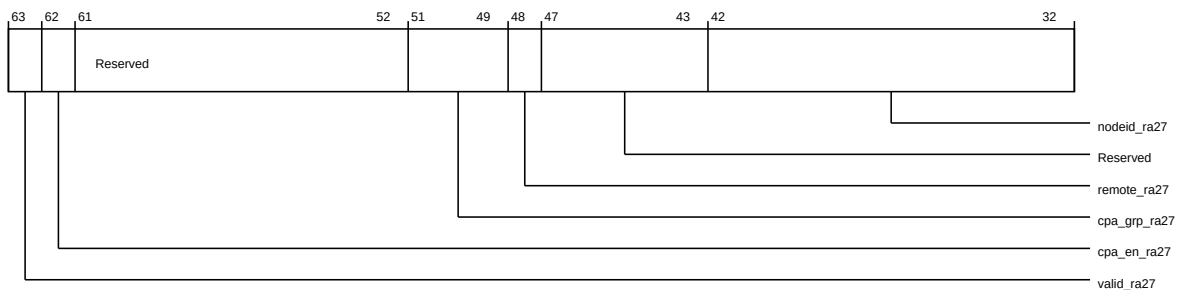 63 62 61 52 51 49 48 47 43 42 32
Reserved
nodeid_ra27
Reserved
remote_ra27
cpa_grp_ra27
cpa_en_ra27
valid_ra27